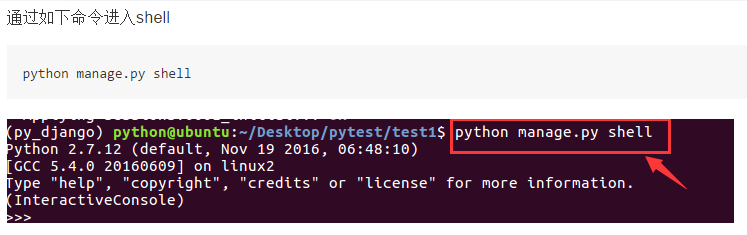 通过如下命令进入shell
python manage.py shell
(py_django) python@ubuntu:~/Desktop/pytest/test1$ python manage.py shell
Python 2.7.12 (default, Nov 19 2016, 06:48:10)
[GCC 5.4.0 20160609] on linux2
Type "help", "copyright", "credits" or "license" for more information.
(InteractiveConsole)
>>>